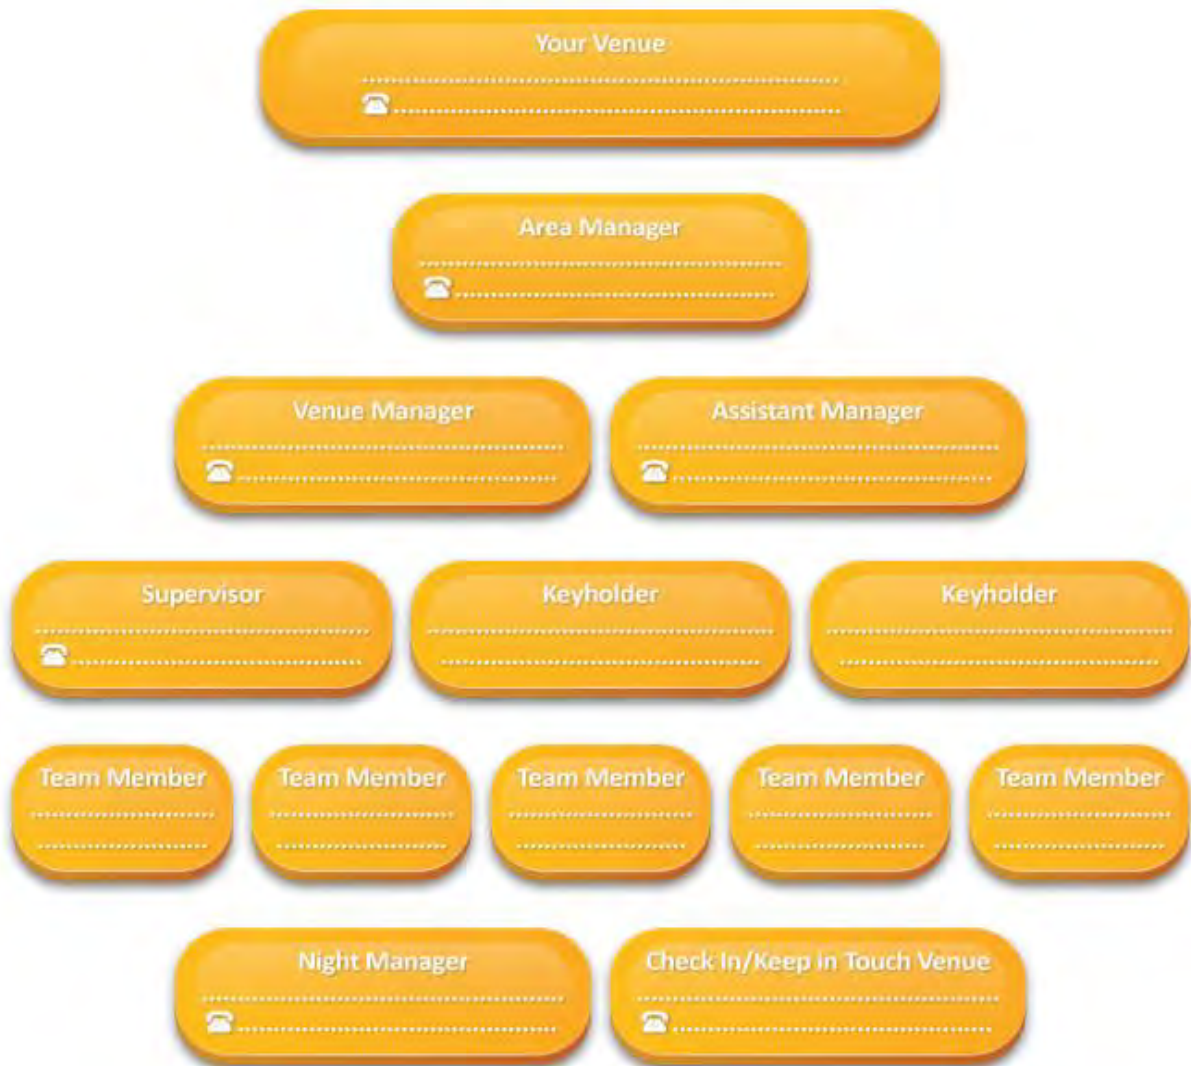 Your Venue
Area Manager
Venue Manager
Assistant Manager
Supervisor
Keyholder
Keyholder
Team Member
Team Member
Team Member
Team Member
Team Member
Night Manager
Check In/Keep in Touch Venue